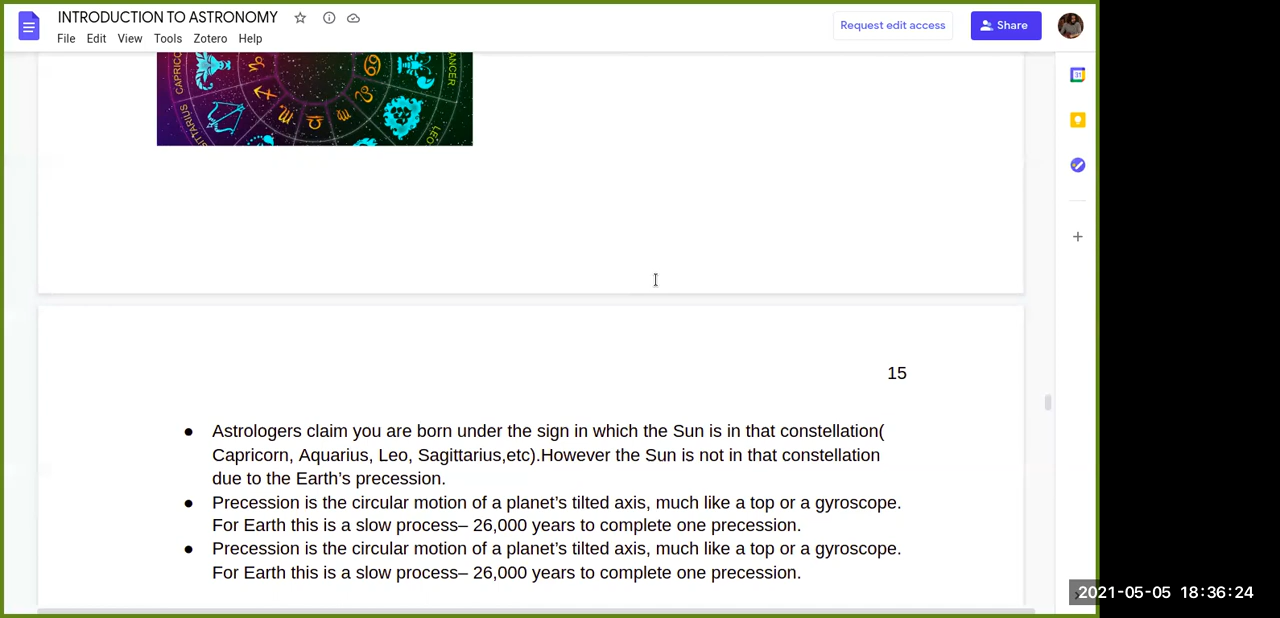 INTRODUCTION TO ASTRONOMY
File Edit View Tools Zotero Help
Request edit access
Share
31
CAPRICO
ANCER
GITTARIUS
LEO
15
● Astrologers claim you are born under the sign in which the Sun is in that constellation(
Capricorn, Aquarius, Leo, Sagittarius,etc).However the Sun is not in that constellation
due to the Earth's precession.
● Precession is the circular motion of a planet's tilted axis, much like a top or a gyroscope.
For Earth this is a slow process– 26,000 years to complete one precession.
● Precession is the circular motion of a planet's tilted axis, much like a top or a gyroscope.
For Earth this is a slow process– 26,000 years to complete one precession.
2021-05-05 18:36:24